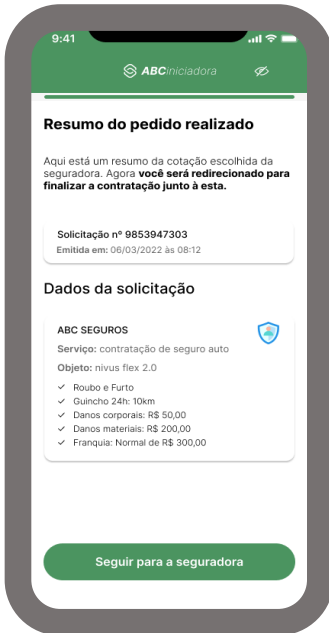 9:41
ABCiniciadora
Resumo do pedido realizado
Aqui está um resumo da cotação escolhida da
seguradora. Agora você será redirecionado para
finalizar a contratação junto à esta.
Solicitação nº 9853947303
Emitida em: 06/03/2022 às 08:12
Dados da solicitação
ABC SEGUROS
Serviço: contratação de seguro auto
Objeto: nivus flex 2.0
Roubo e Furto
Guincho 24h: 10km
Danos corporais: R$ 50,00
Danos materiais: R$ 200,00
Franquia: Normal de R$ 300,00
Seguir para a seguradora